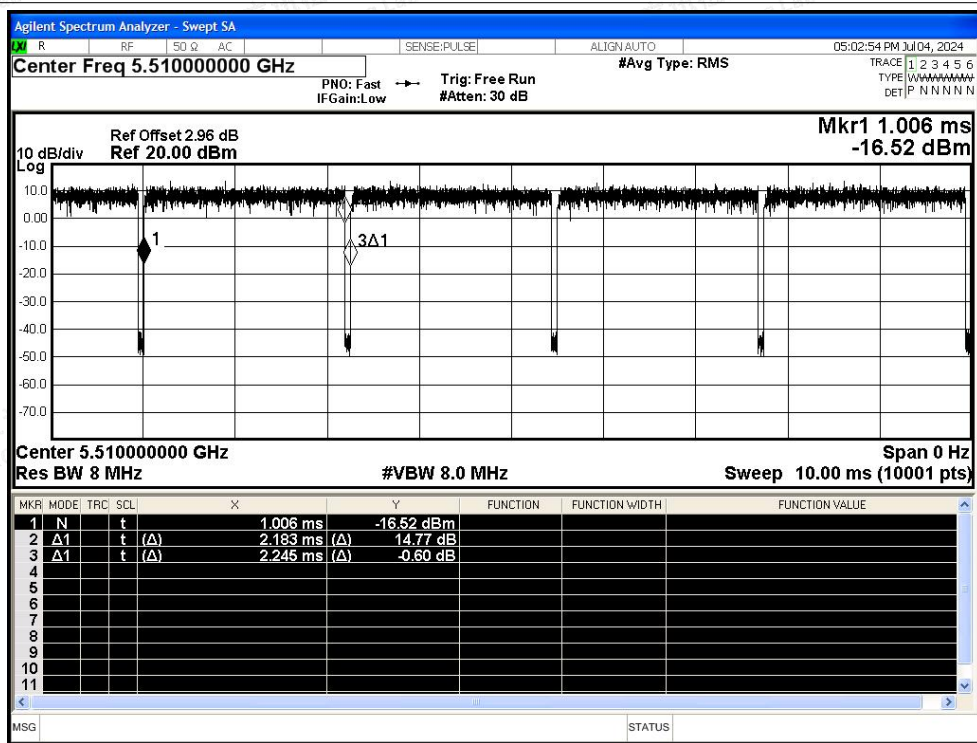 Agilent Spectrum Analyzer - Swept SA
LXI R RF 50 Ω AC SENSE:PULSE ALIGN AUTO 05:02:54 PM Jul 04, 2024
Center Freq 5.510000000 GHz #Avg Type: RMS TRACE 1 2 3 4 5 6
PNO: Fast Trig: Free Run TYPE WWWWWW
IFGain:Low #Atten: 30 dB DET P N N N N N
Mkr1 1.006 ms
Ref Offset 2.96 dB
10 dB/div Ref 20.00 dBm -16.52 dBm
Log
10.0
0.00
-10.0 1 3Δ1
-20.0
-30.0
-40.0
-50.0
-60.0
-70.0
Center 5.510000000 GHz Span 0 Hz
Res BW 8 MHz #VBW 8.0 MHz Sweep 10.00 ms (10001 pts)
MKR MODE TRC SCL X Y FUNCTION FUNCTION WIDTH FUNCTION VALUE
1 N t 1.006 ms -16.52 dBm
2 Δ1 t (Δ) 2.183 ms (Δ) 14.77 dB
3 Δ1 t (Δ) 2.245 ms (Δ) -0.60 dB
4
5
6
7
8
9
10
11
MSG STATUS